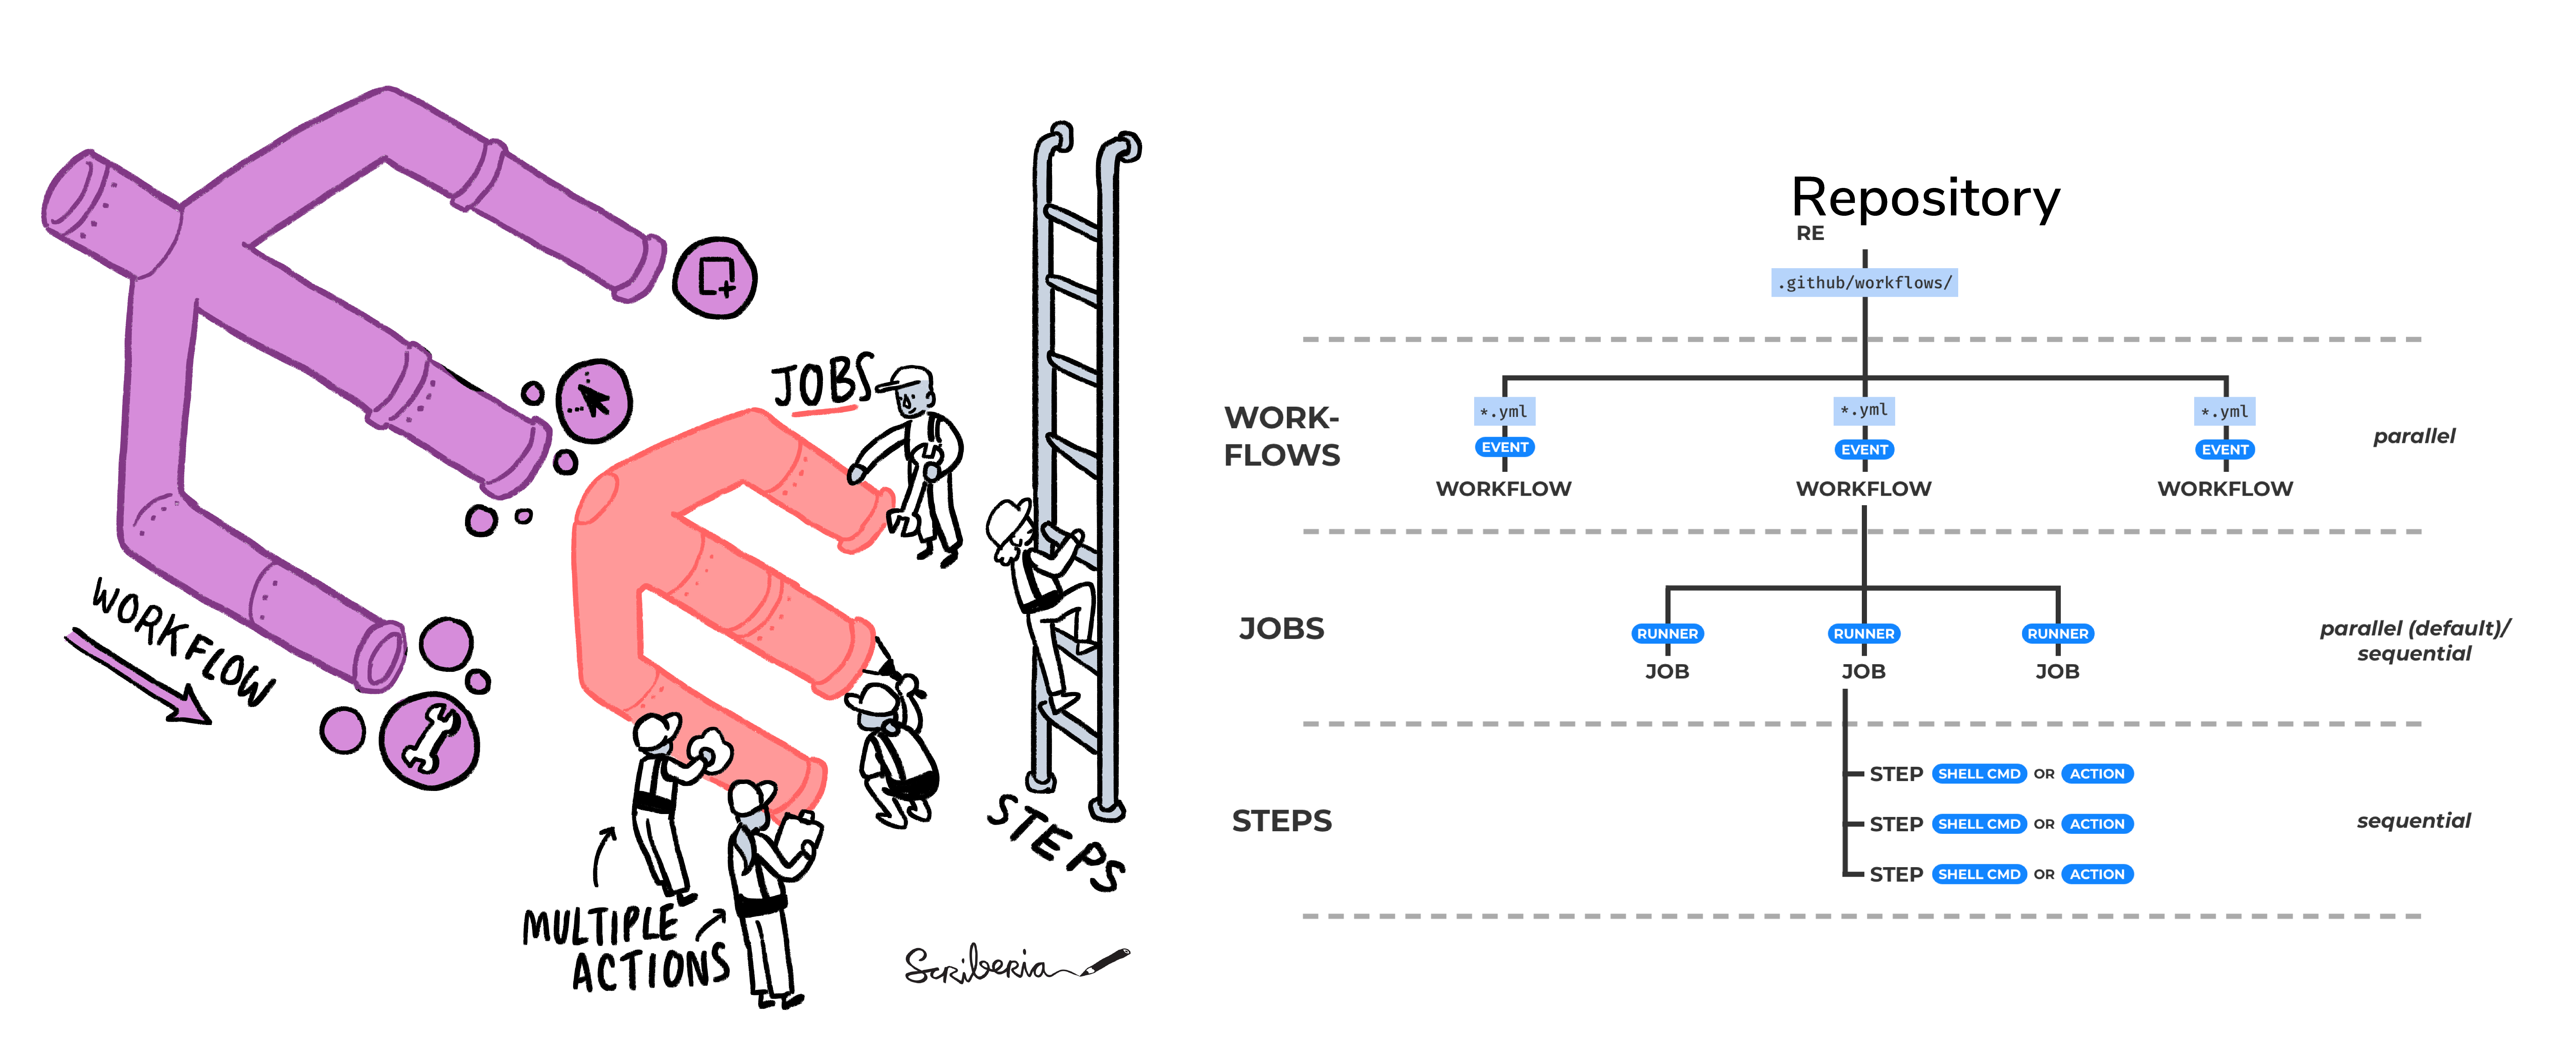 WORKFLOW
JOBS
MULTIPLE
ACTIONS
STEPS
Scriberia
Repository
RE
.github/workflows/
WORK-
FLOWS
*.yml
*.yml
*.yml
EVENT
EVENT
EVENT
WORKFLOW
WORKFLOW
WORKFLOW
parallel
JOBS
RUNNER
RUNNER
RUNNER
JOB
JOB
JOB
parallel (default)/
sequential
STEPS
STEP SHELL CMD OR ACTION
STEP SHELL CMD OR ACTION
STEP SHELL CMD OR ACTION
sequential